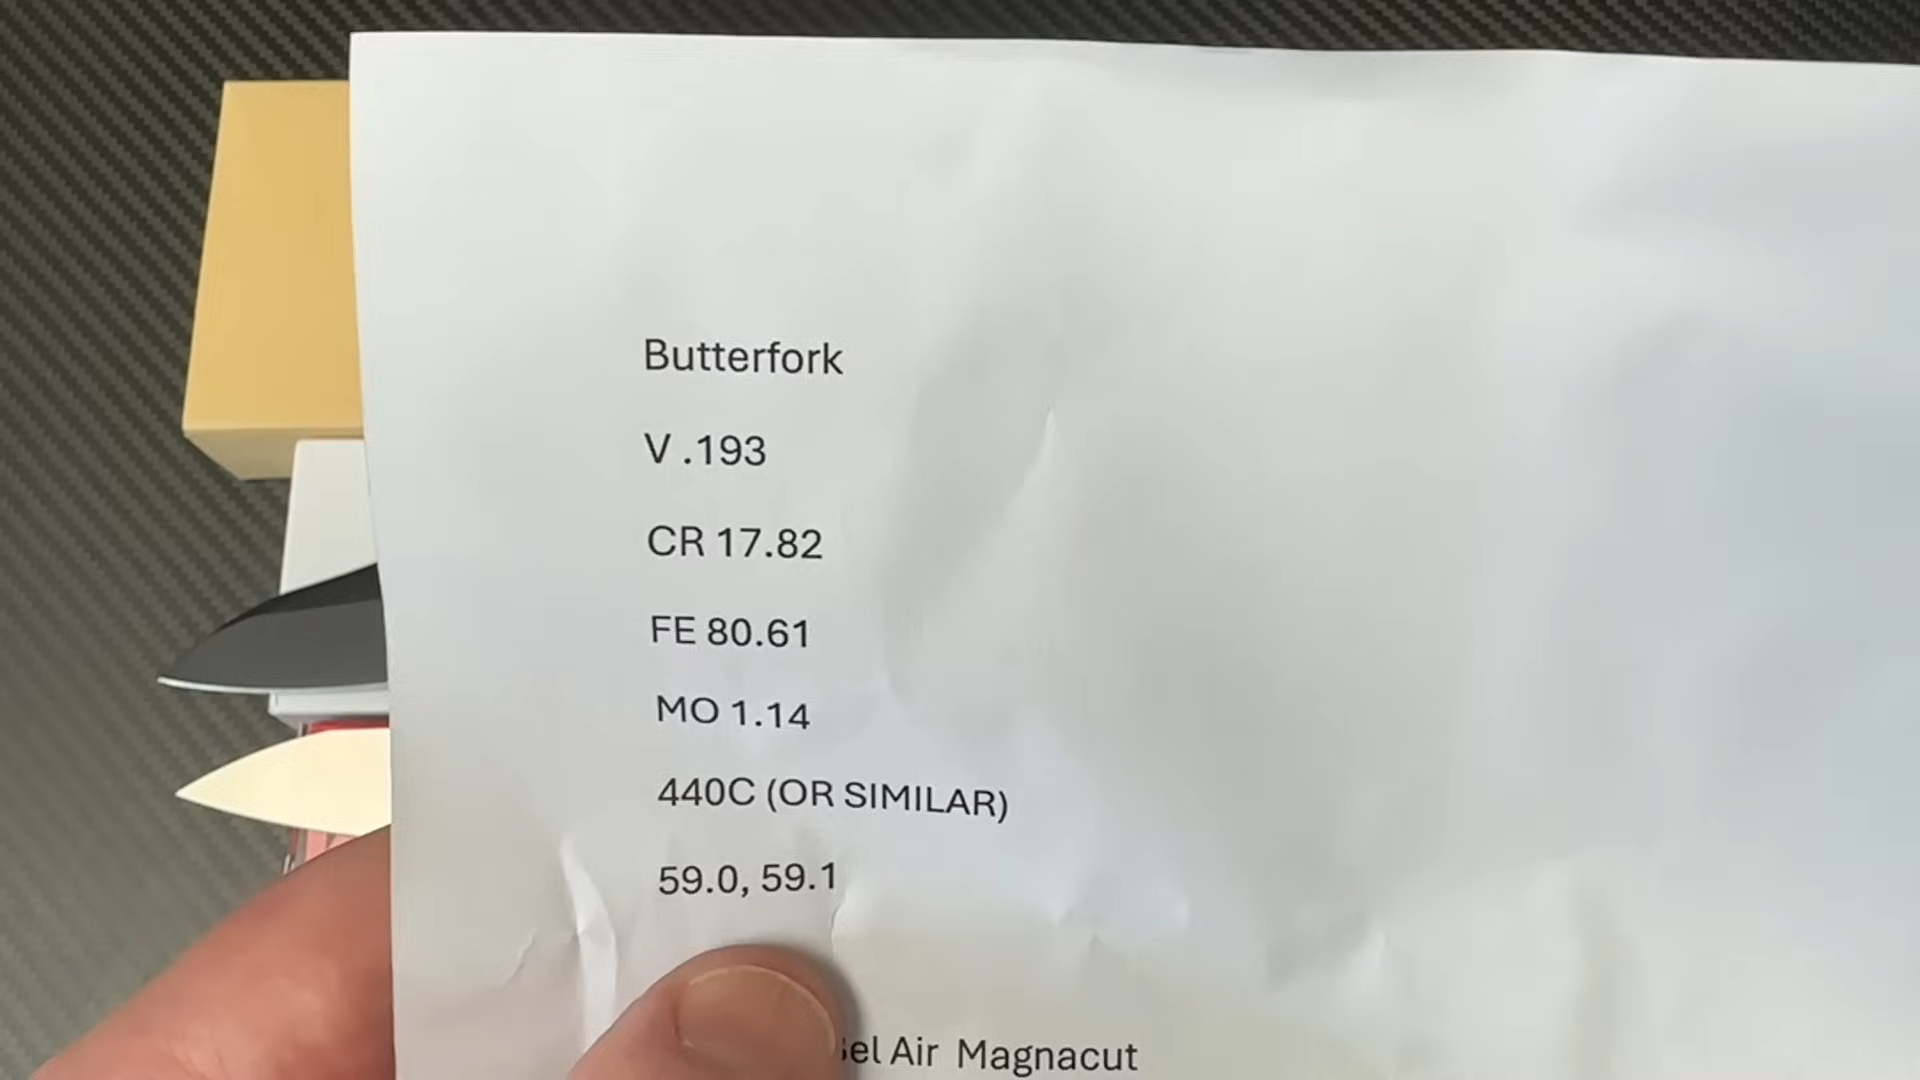 Butterfork
V .193
CR 17.82
FE 80.61
MO 1.14
440C (OR SIMILAR)
59.0, 59.1
Air Magnacut